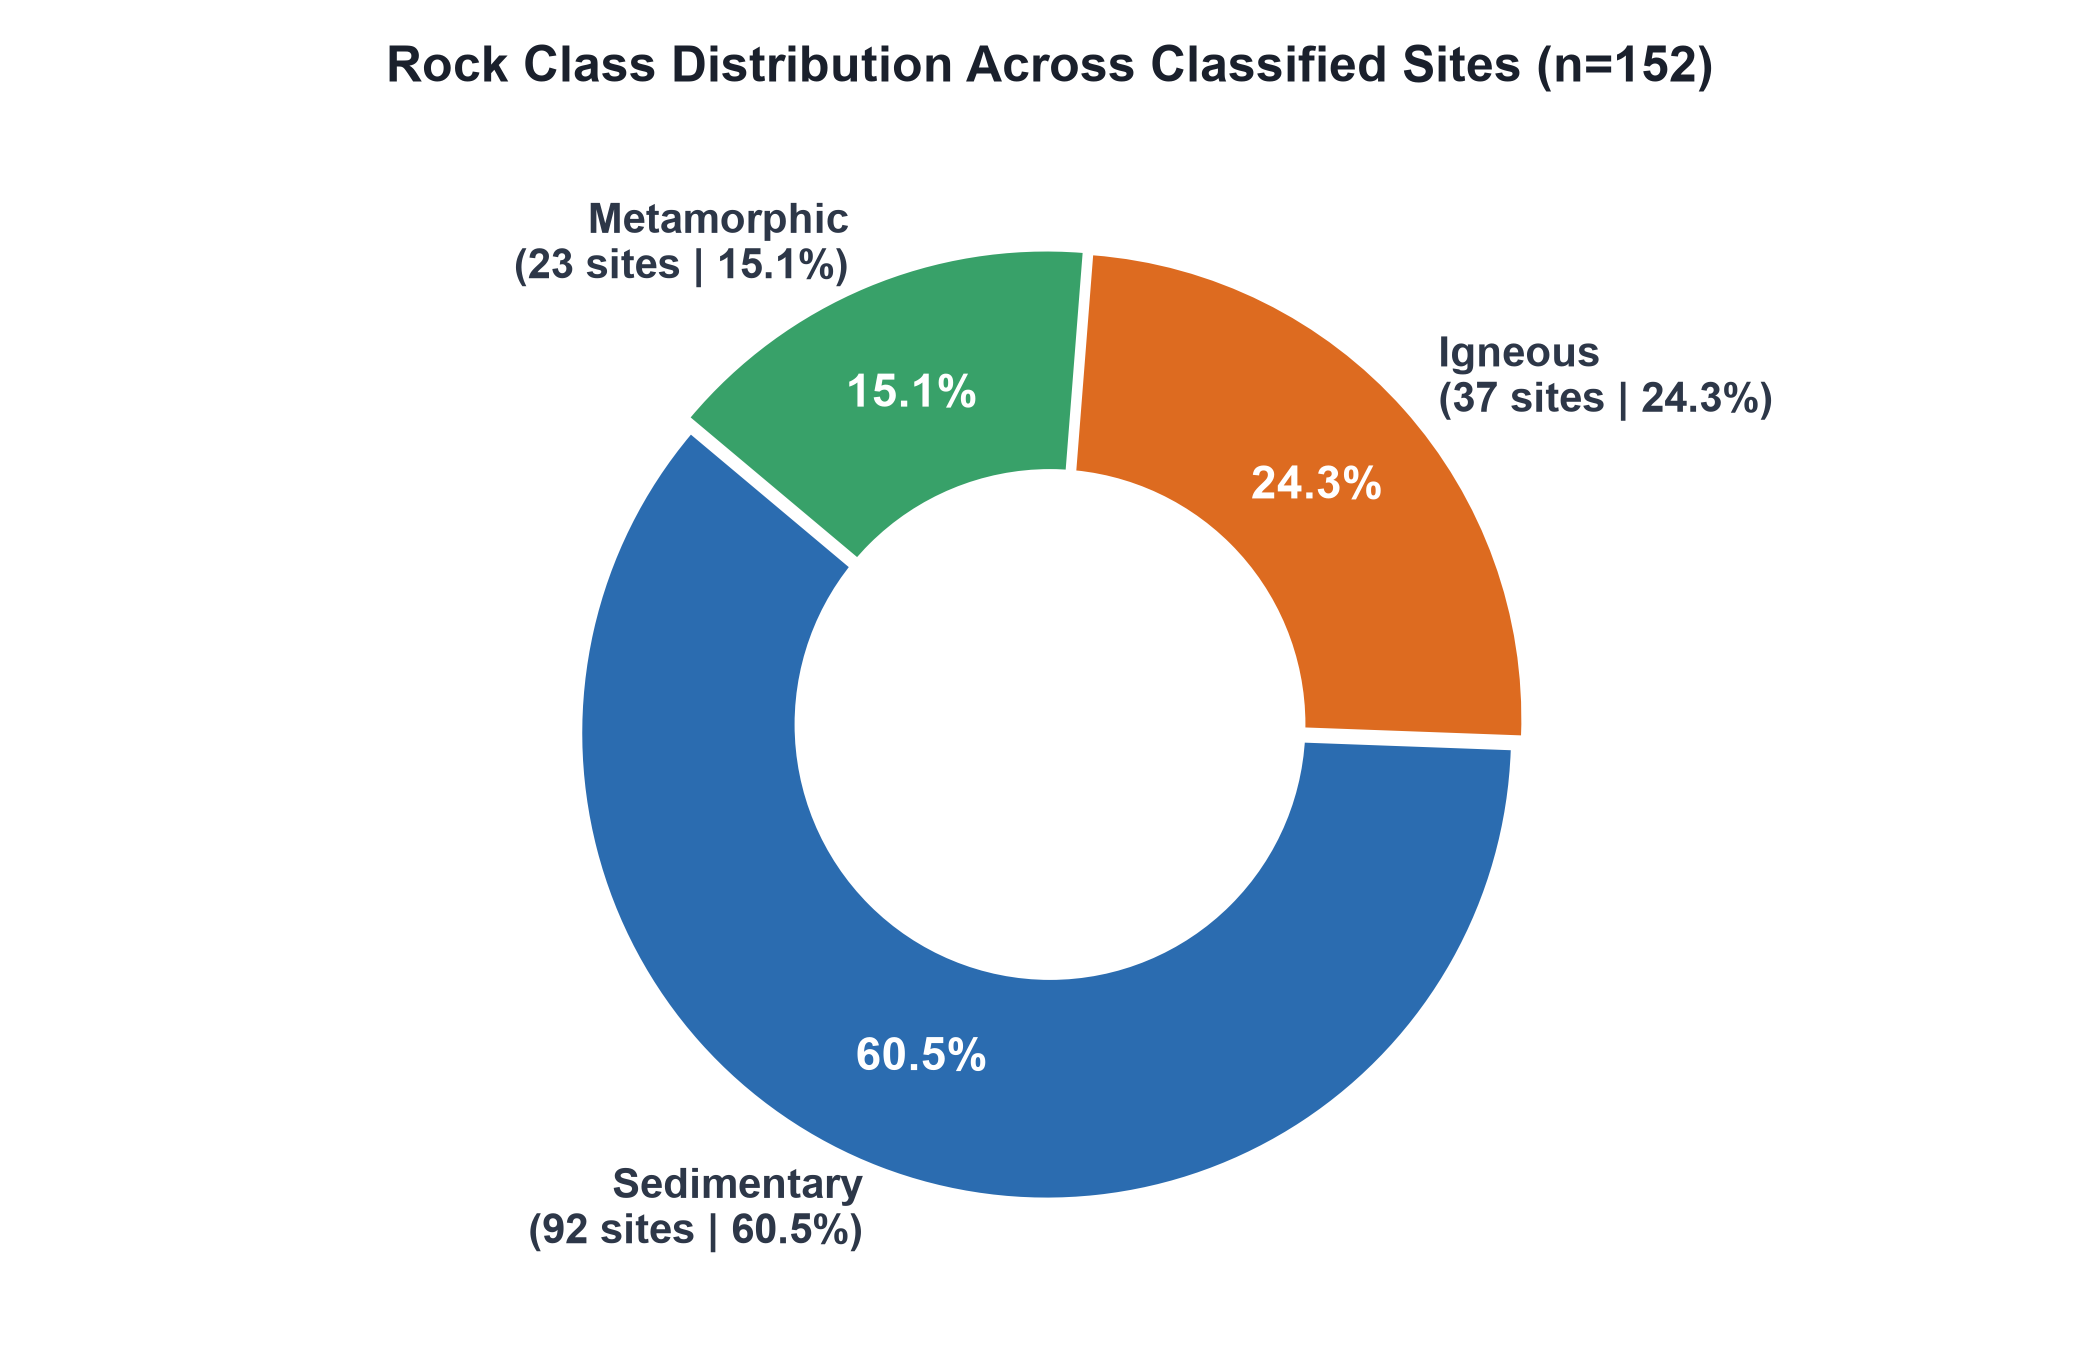 Rock Class Distribution Across Classified Sites (n=152)
Metamorphic
(23 sites | 15.1%)
15.1%
Igneous
(37 sites | 24.3%)
24.3%
60.5%
Sedimentary
(92 sites | 60.5%)